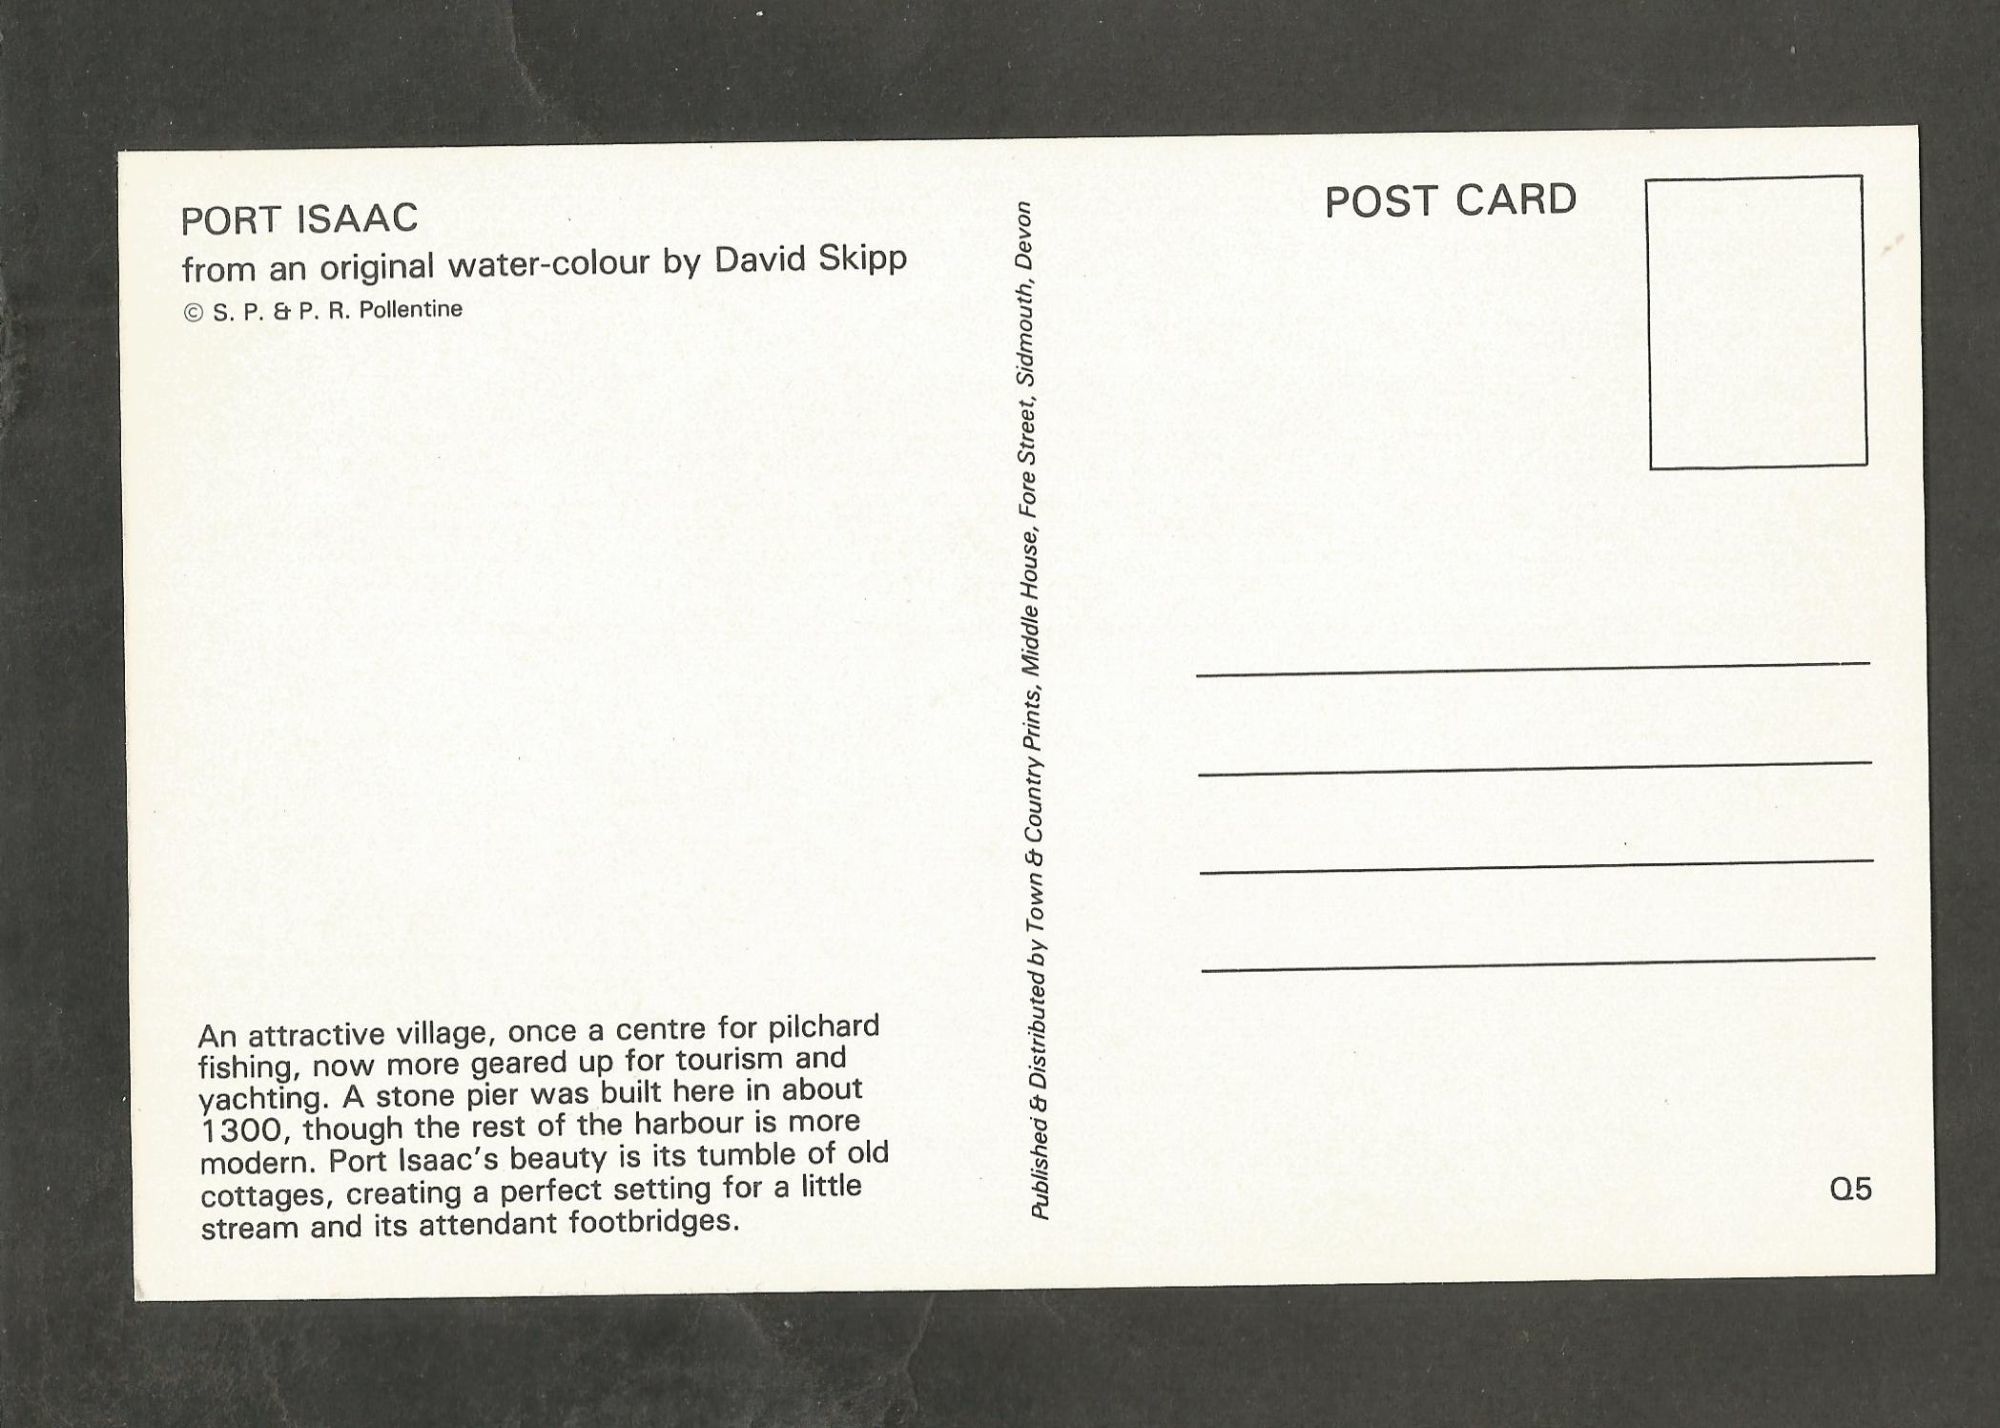 PORT ISAAC
from an original water-colour by David Skipp
© S. P. & P. R. Pollentine
An attractive village, once a centre for pilchard
fishing, now more geared up for tourism and
yachting. A stone pier was built here in about
1300, though the rest of the harbour is more
modern. Port Isaac's beauty is its tumble of old
cottages, creating a perfect setting for a little
stream and its attendant footbridges.
Published & Distributed by Town & Country Prints, Middle House, Fore Street, Sidmouth, Devon
POST CARD
Q5